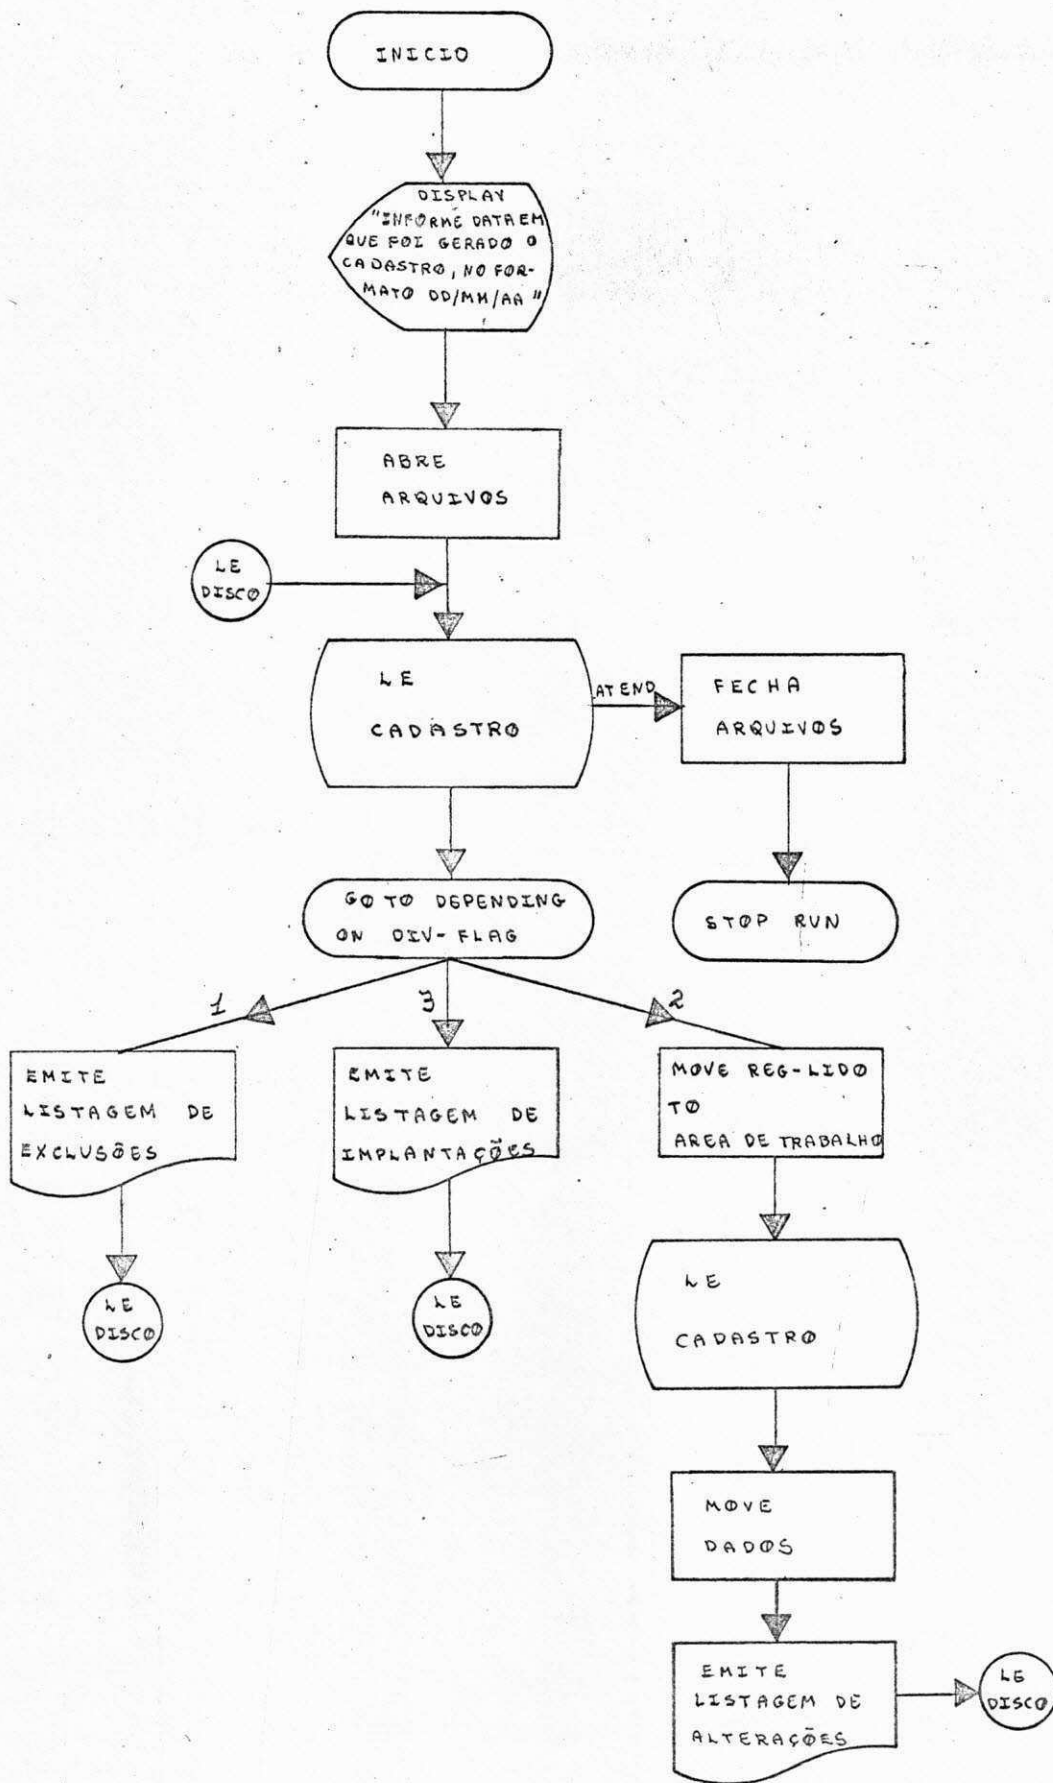 INICIO
DISPLAY
"INFORME DATA EM
QUE FOI GERADO O
CADASTRO, NO FOR-
MATO DD/MM/AA"
ABRE
ARQUIVOS
LE
DISCO
LE
CADASTRO
AT END
FECHA
ARQUIVOS
GO TO DEPENDING
ON DIV-FLAG
STOP RUN
1
3
2
EMITE
LISTAGEM DE
EXCLUSÕES
EMITE
LISTAGEM DE
IMPLANTAÇÕES
MOVE REG-LIDO
TO
AREA DE TRABALHO
LE
DISCO
LE
DISCO
LE
CADASTRO
MOVE
DADOS
EMITE
LISTAGEM DE
ALTERAÇÕES
LE
DISCO